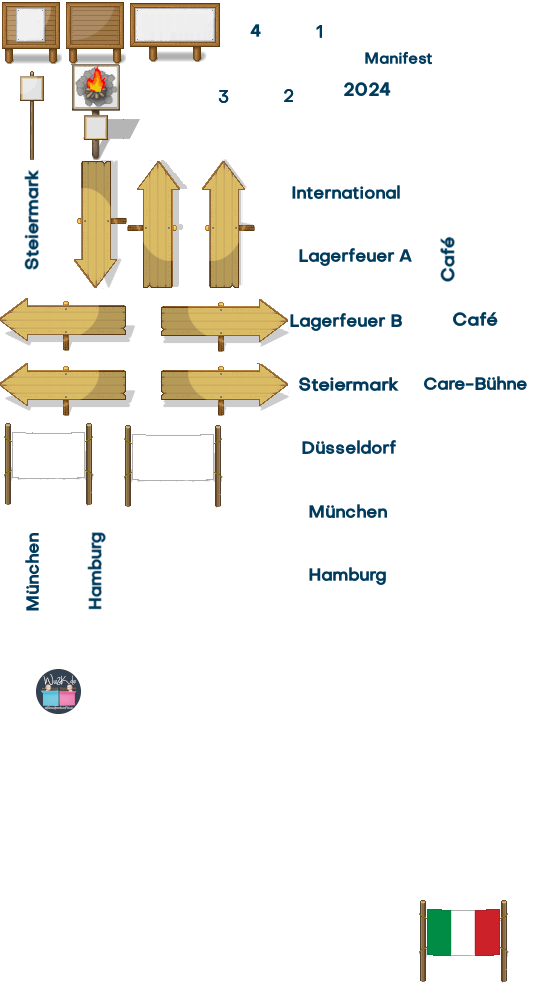 4
1
Manifest
2024
3
2
Steiermark
International
Lagerfeuer A
Café
Lagerfeuer B
Café
Steiermark
Care-Bühne
Düsseldorf
München
München
Hamburg
Hamburg